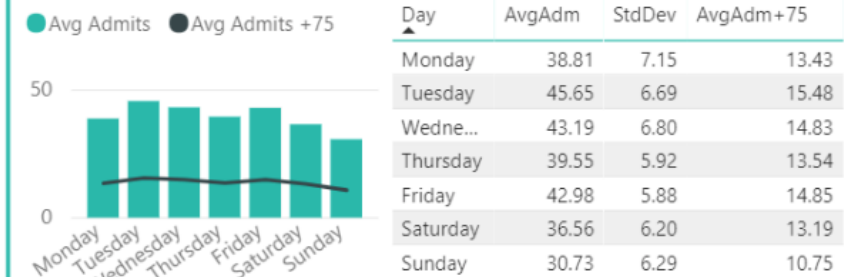 Avg Admits Avg Admits +75
50
0
Monday Tuesday Wednesday Thursday Friday Saturday Sunday
Day AvgAdm StdDev AvgAdm+75
Monday 38.81 7.15 13.43
Tuesday 45.65 6.69 15.48
Wedne... 43.19 6.80 14.83
Thursday 39.55 5.92 13.54
Friday 42.98 5.88 14.85
Saturday 36.56 6.20 13.19
Sunday 30.73 6.29 10.75